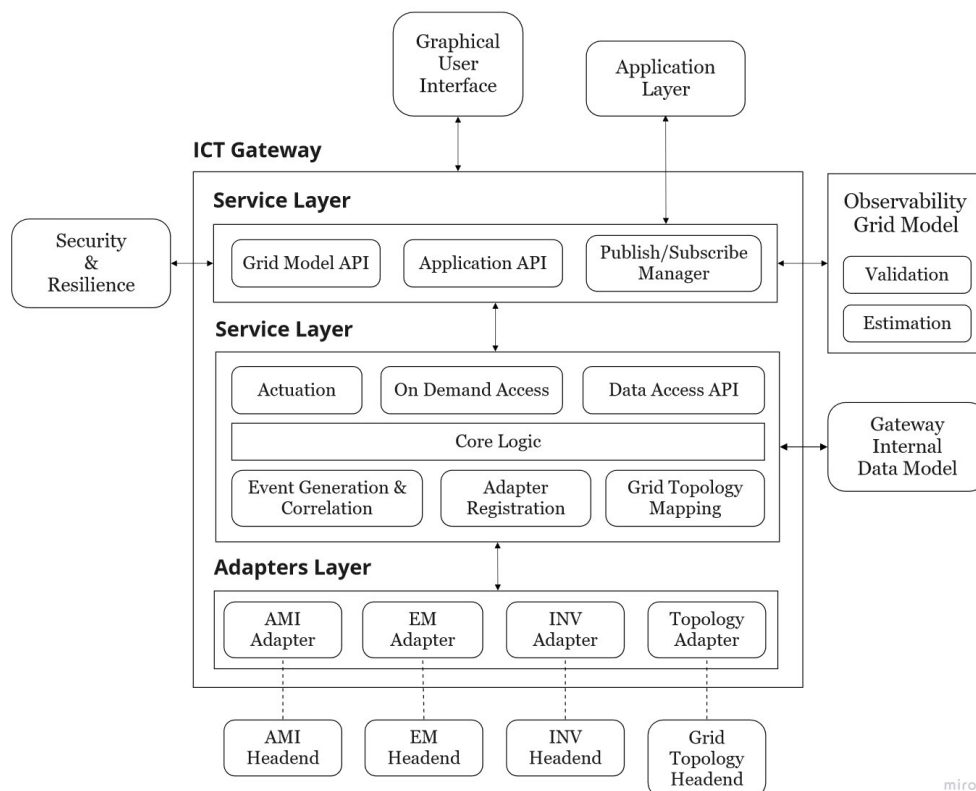 Graphical
User
Interface
Application
Layer
ICT Gateway
Service Layer
Security
&
Resilience
Grid Model API
Application API
Publish/Subscribe
Manager
Observability
Grid Model
Validation
Estimation
Service Layer
Actuation
On Demand Access
Data Access API
Core Logic
Event Generation &
Correlation
Adapter
Registration
Grid Topology
Mapping
Gateway
Internal
Data Model
Adapters Layer
AMI
Adapter
EM
Adapter
INV
Adapter
Topology
Adapter
AMI
Headend
EM
Headend
INV
Headend
Grid
Topology
Headend
miro